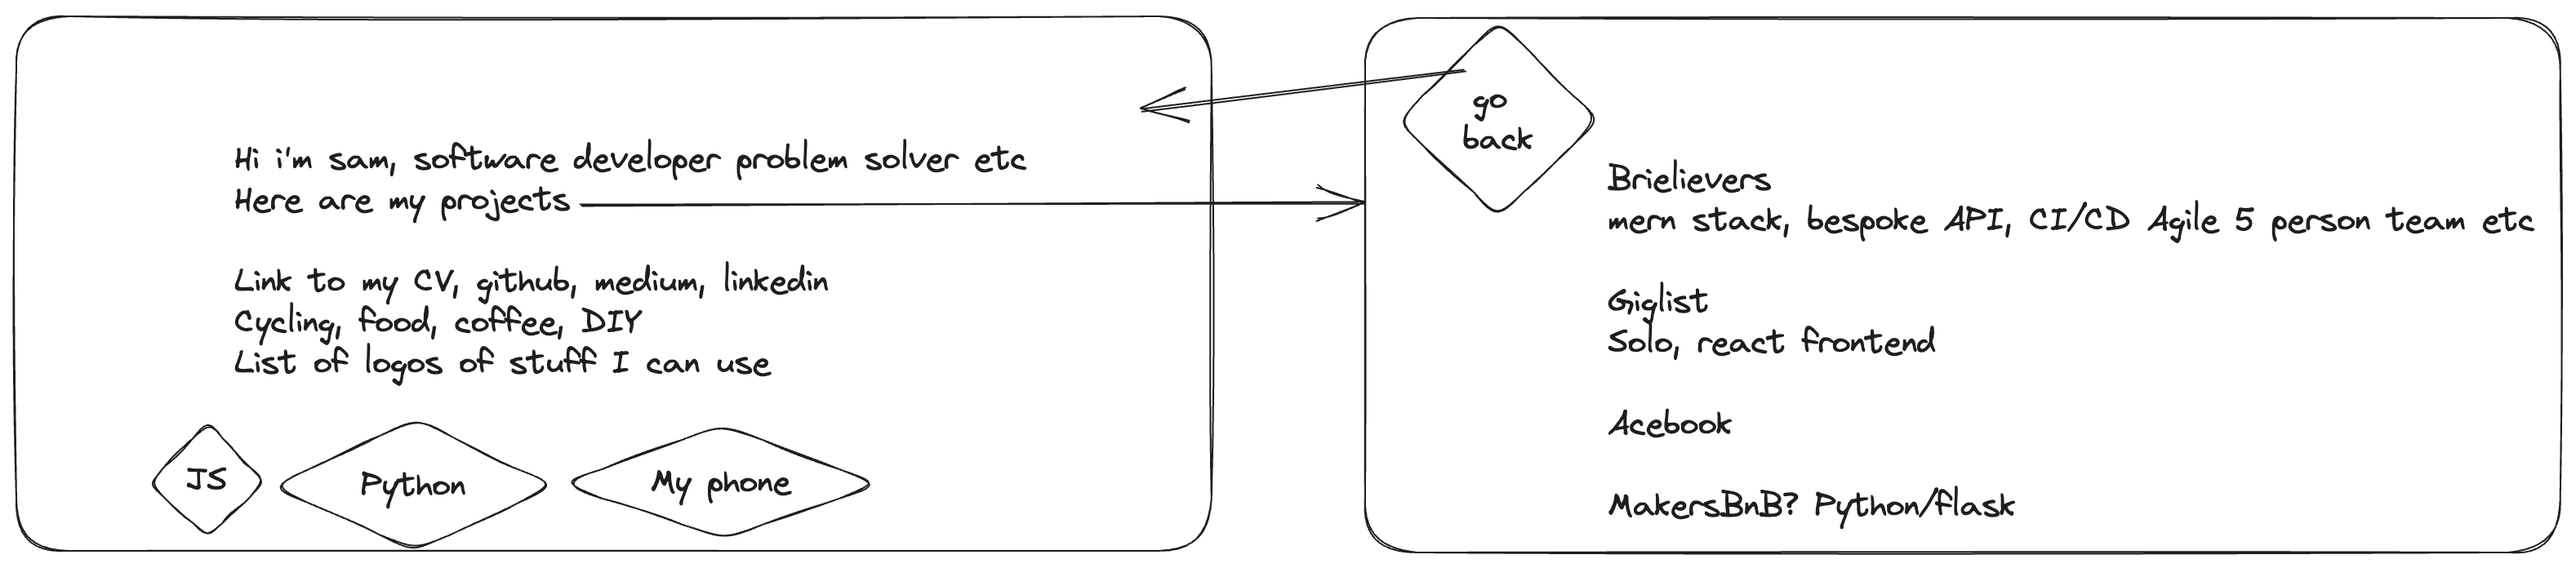 Hi i'm sam, software developer problem solver etc
Here are my projects
Link to my CV, github, medium, linkedin
Cycling, food, coffee, DIY
List of logos of stuff I can use
JS
Python
My phone
go
back
Brielievers
mern stack, bespoke API, CI/CD Agile 5 person team etc
Giglist
Solo, react frontend
Acebook
MakersBnB? Python/flask